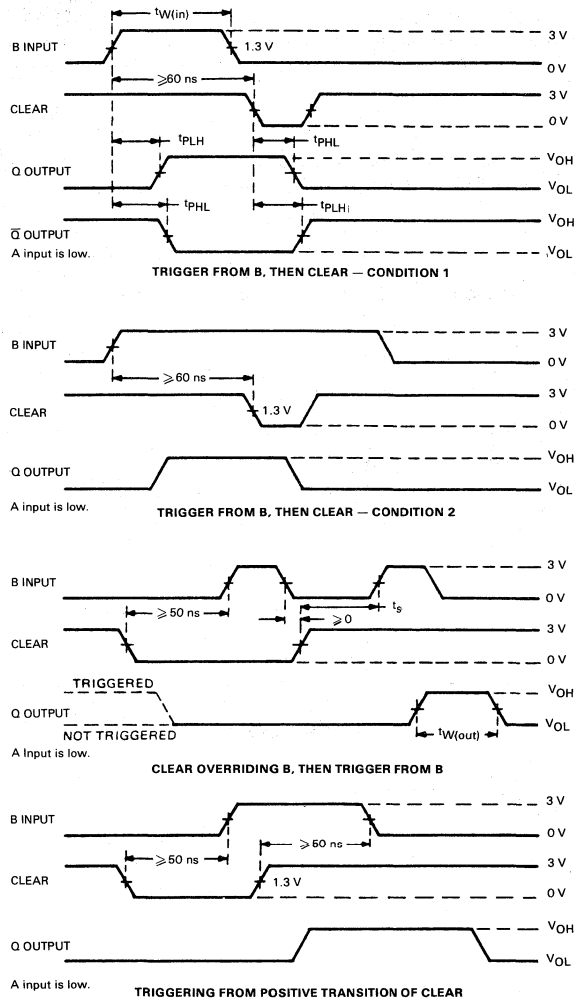 tW(in)
B INPUT
1.3 V
3 V
0 V
≥60 ns
CLEAR
3 V
0 V
tPLH
tPHL
VOH
Q OUTPUT
VOL
tPHL
tPLH
VOH
Q̅ OUTPUT
VOL
A input is low.
TRIGGER FROM B, THEN CLEAR — CONDITION 1
B INPUT
3 V
0 V
≥60 ns
CLEAR
1.3 V
3 V
0 V
Q OUTPUT
VOH
VOL
A input is low.
TRIGGER FROM B, THEN CLEAR — CONDITION 2
B INPUT
3 V
0 V
≥50 ns
ts
≥0
CLEAR
3 V
0 V
TRIGGERED
VOH
Q OUTPUT
VOL
NOT TRIGGERED
tW(out)
A Input is low.
CLEAR OVERRIDING B, THEN TRIGGER FROM B
B INPUT
3 V
0 V
≥50 ns
≥50 ns
CLEAR
1.3 V
3 V
0 V
Q OUTPUT
VOH
VOL
A input is low.
TRIGGERING FROM POSITIVE TRANSITION OF CLEAR